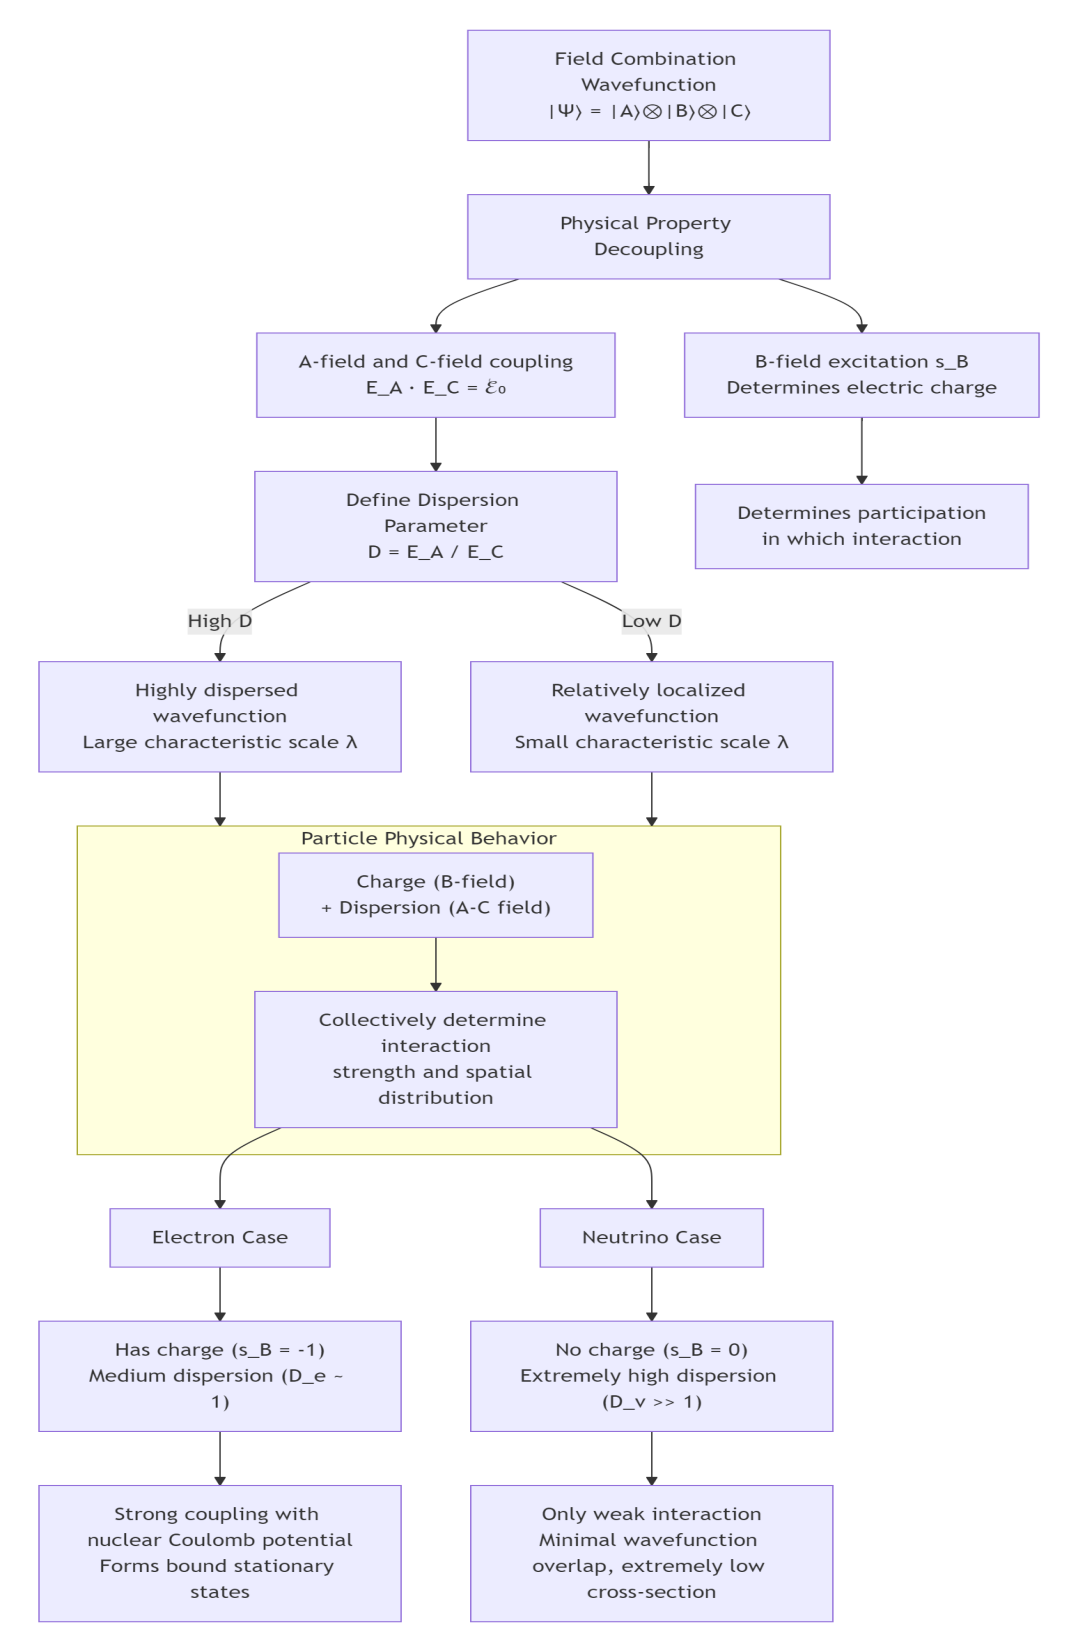 Field Combination
Wavefunction
|Ψ⟩ = |A⟩⊗|B⟩⊗|C⟩
Physical Property
Decoupling
A-field and C-field coupling
E_A · E_C = ℰ₀
B-field excitation s_B
Determines electric charge
Define Dispersion
Parameter
D = E_A / E_C
Determines participation
in which interaction
High D
Low D
Highly dispersed
wavefunction
Large characteristic scale λ
Relatively localized
wavefunction
Small characteristic scale λ
Particle Physical Behavior
Charge (B-field)
+ Dispersion (A-C field)
Collectively determine
interaction
strength and spatial
distribution
Electron Case
Neutrino Case
Has charge (s_B = -1)
Medium dispersion (D_e ~
1)
No charge (s_B = 0)
Extremely high dispersion
(D_ν >> 1)
Strong coupling with
nuclear Coulomb potential
Forms bound stationary
states
Only weak interaction
Minimal wavefunction
overlap, extremely low
cross-section